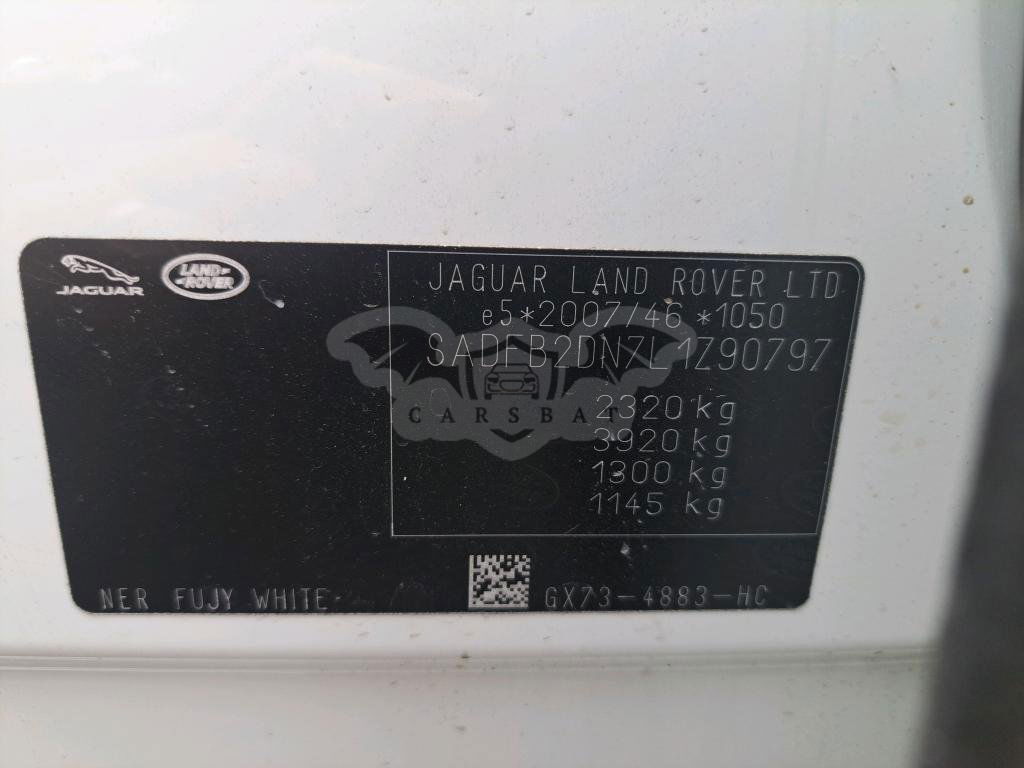 JAGUAR
LAND ROVER
JAGUAR LAND ROVER LTD
e5*2007/46*1050
SADFB2DN7L1Z90797
CARSBAT
2320 kg
3920 kg
1300 kg
1145 kg
NER FUJY WHITE
GX73-4883-HC